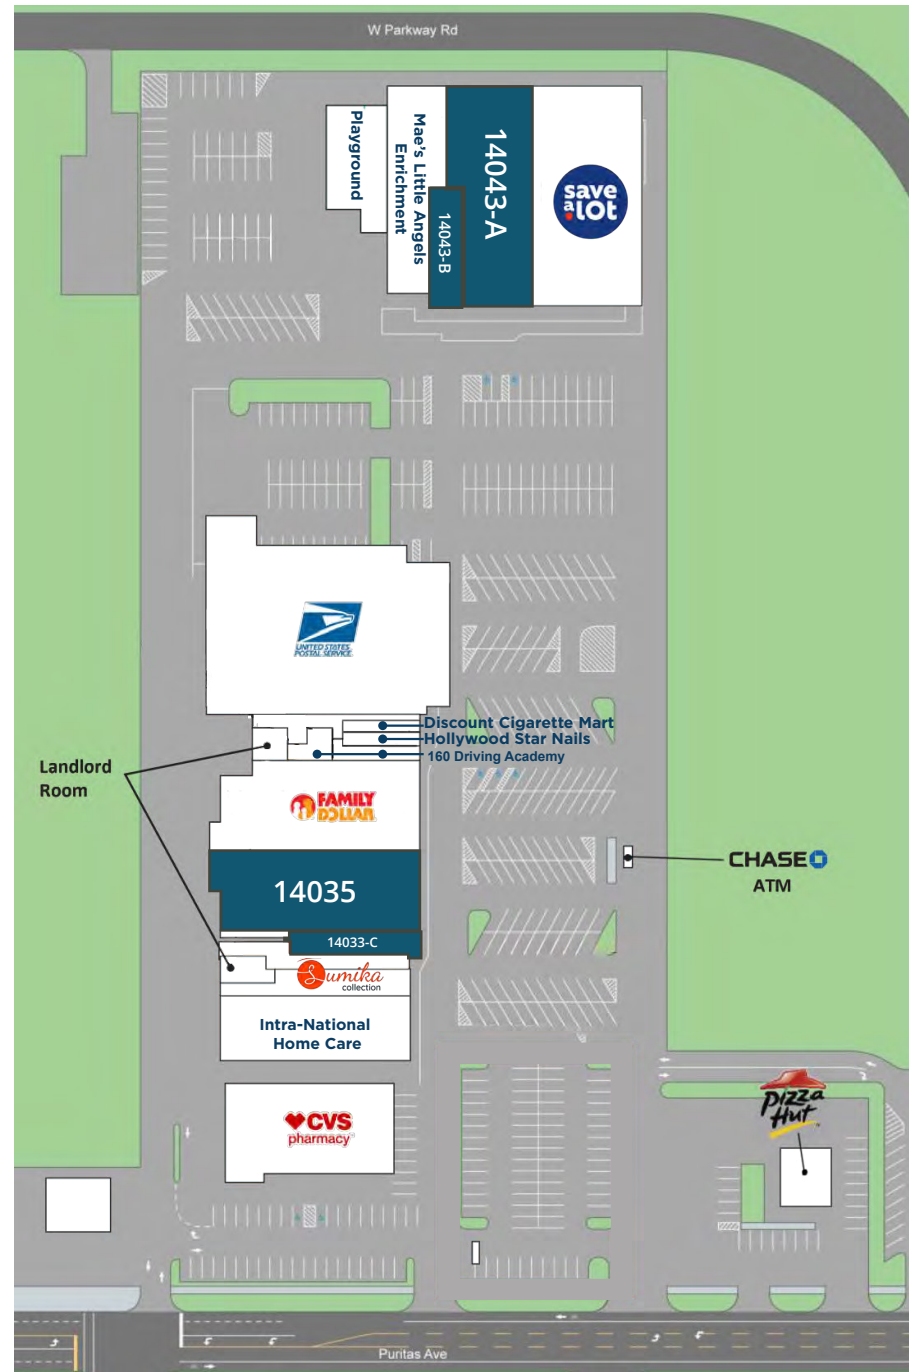 W Parkway Rd
Playground
Mae's Little Angels
Enrichment
14043-B
14043-A
save
a lot
UNITED STATES
POSTAL SERVICE
Discount Cigarette Mart
Hollywood Star Nails
160 Driving Academy
Landlord
Room
FAMILY
DOLLAR
CHASE
ATM
14035
14033-C
Sumika
collection
Intra-National
Home Care
CVS
pharmacy
Pizza
Hut
Puritas Ave